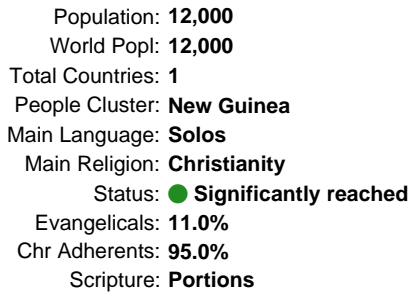 Population: 12,000
World Popl: 12,000
Total Countries: 1
People Cluster: New Guinea
Main Language: Solos
Main Religion: Christianity
Status: Significantly reached
Evangelicals: 11.0%
Chr Adherents: 95.0%
Scripture: Portions